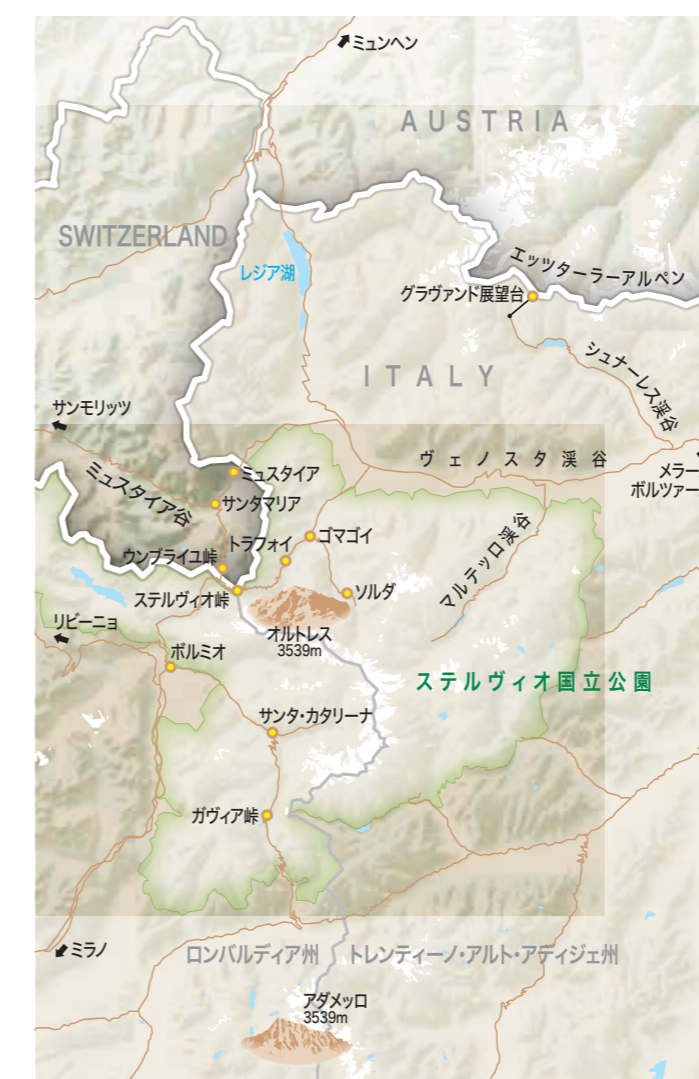 ミュンヘン
AUSTRIA
SWITZERLAND
エッツターラーアルペン
レジア湖
グラヴァンド展望台
シュナーレス渓谷
ITALY
サンモリッツ
ヴェノスタ渓谷
メラー
ボルツァー
ミュスタイア
ミュスタイア谷
サンタマリア
マルテッロ渓谷
ゴマゴイ
トラフォイ
ウンブライユ峠
ソルダ
ステルヴィオ峠
リビーニョ
オルトレス
3539m
ボルミオ
ステルヴィオ国立公園
サンタ・カタリーナ
ガヴィア峠
ミラノ
ロンバルディア州
トレンティーノ・アルト・アディジェ州
アダメッロ
3539m